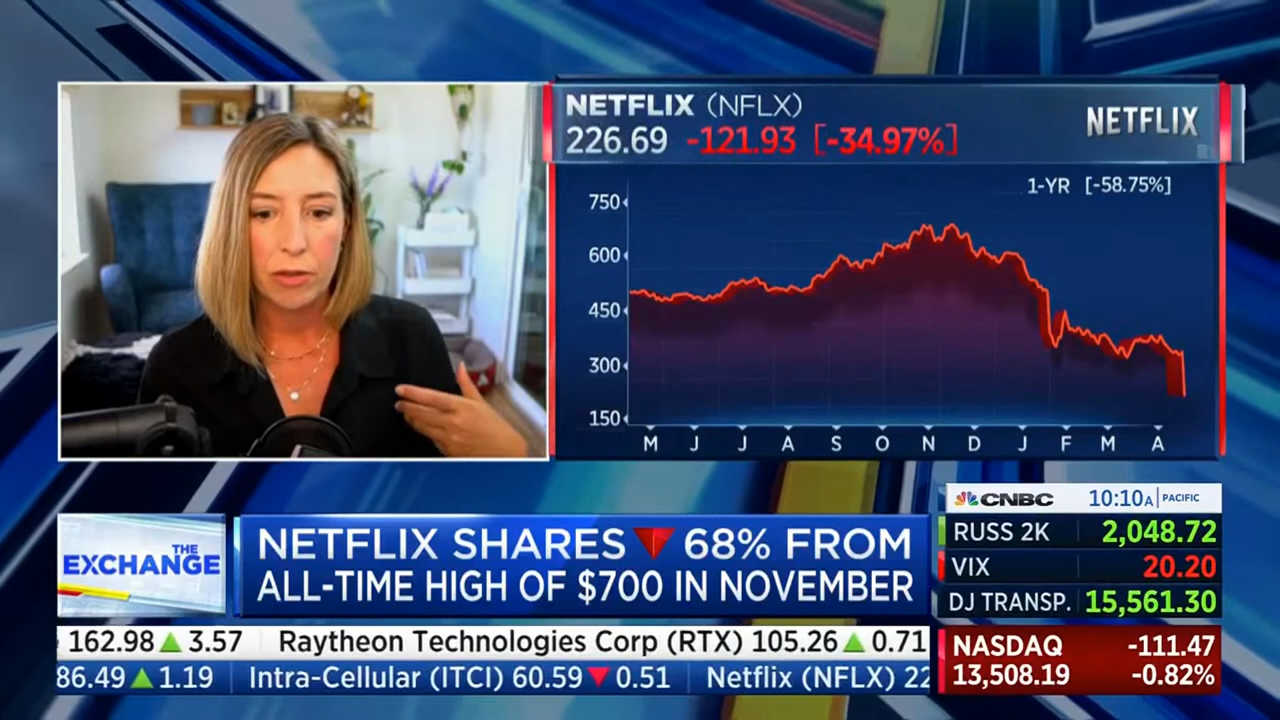 NETFLIX (NFLX)
226.69 -121.93 [-34.97%]
NETFLIX
1-YR [-58.75%]
750
600
450
300
150
M J J A S O N D J F M A
THE
EXCHANGE
NETFLIX SHARES ▼ 68% FROM
ALL-TIME HIGH OF $700 IN NOVEMBER
CNBC 10:10A PACIFIC
RUSS 2K 2,048.72
VIX 20.20
DJ TRANSP. 15,561.30
NASDAQ -111.47
13,508.19 -0.82%
162.98 ▲ 3.57 Raytheon Technologies Corp (RTX) 105.26 ▲ 0.71
86.49 ▲ 1.19 Intra-Cellular (ITCI) 60.59 ▼ 0.51 Netflix (NFLX) 22